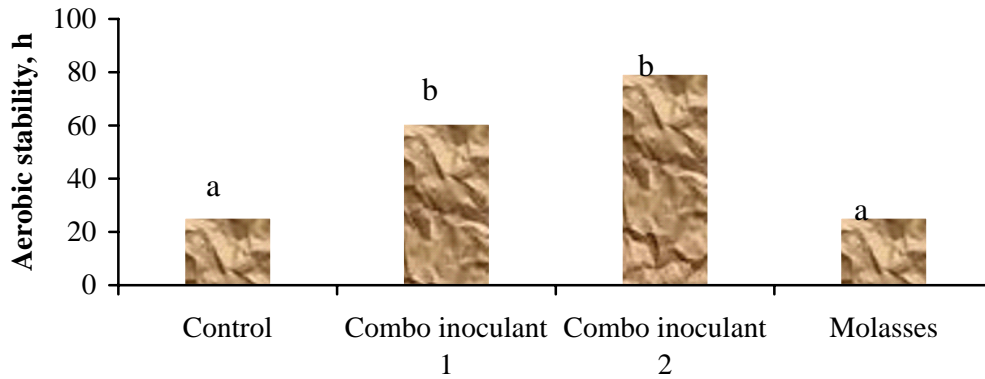 Aerobic stability, h
100
80
60
40
20
0
a
b
b
a
Control
Combo inoculant
1
Combo inoculant
2
Molasses